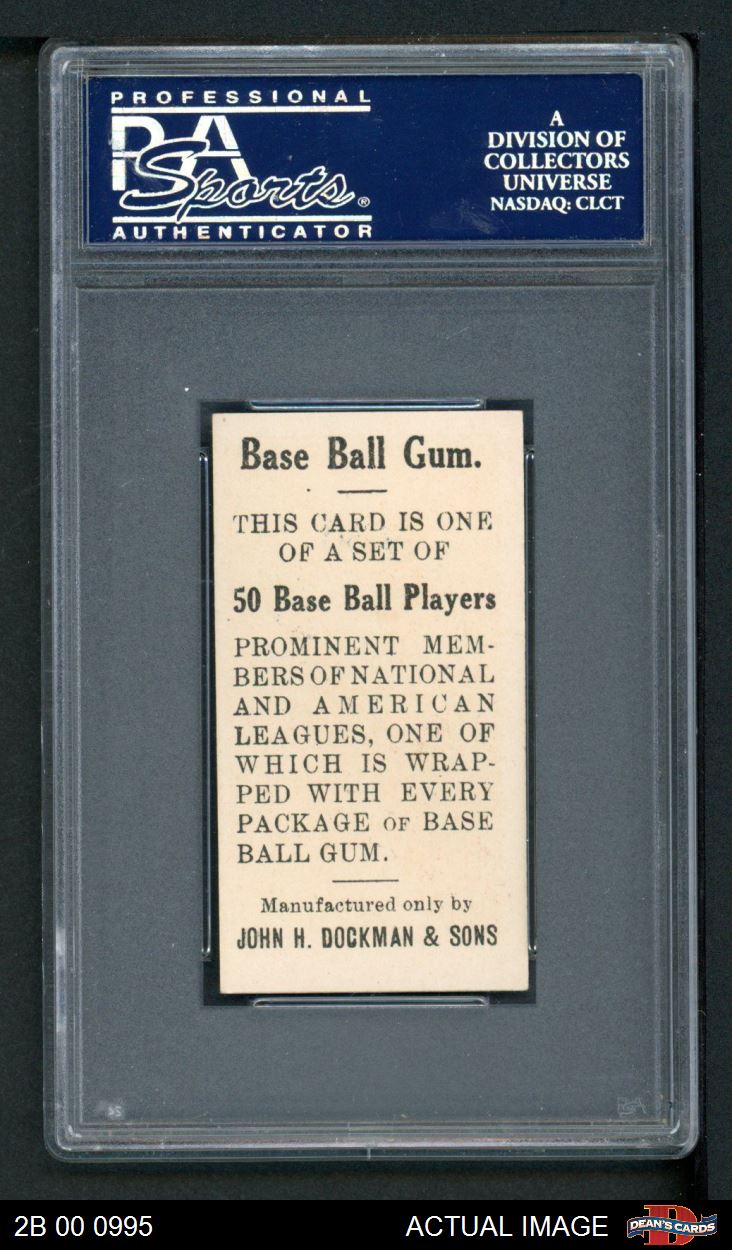 PROFESSIONAL
PSA
Sports®
AUTHENTICATOR
A
DIVISION OF
COLLECTORS
UNIVERSE
NASDAQ: CLCT
Base Ball Gum.
THIS CARD IS ONE
OF A SET OF
50 Base Ball Players
PROMINENT MEM-
BERS OF NATIONAL
AND AMERICAN
LEAGUES, ONE OF
WHICH IS WRAP-
PED WITH EVERY
PACKAGE OF BASE
BALL GUM.
Manufactured only by
JOHN H. DOCKMAN & SONS
PSA
2B 00 0995
ACTUAL IMAGE
DEAN'S CARDS